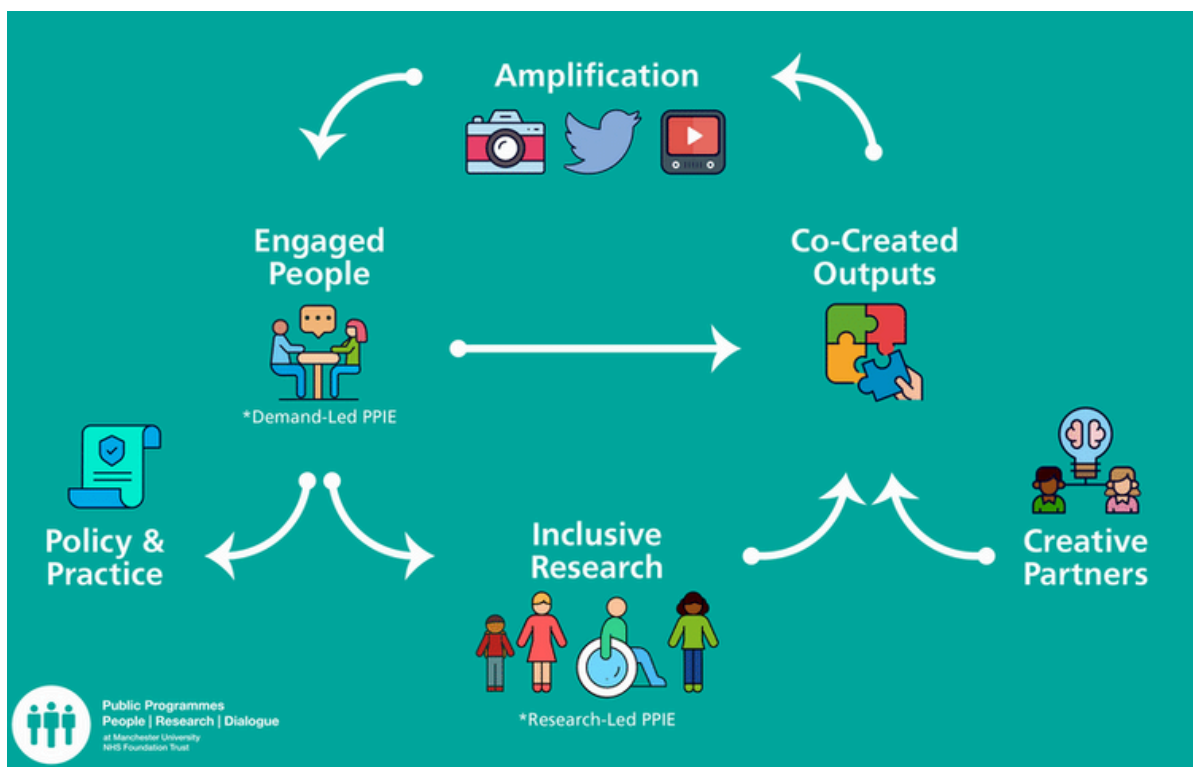 Amplification
Engaged
People
*Demand-Led PPIE
Co-Created
Outputs
Policy &
Practice
Inclusive
Research
*Research-Led PPIE
Creative
Partners
Public Programmes
People | Research | Dialogue
at Manchester University
NHS Foundation Trust